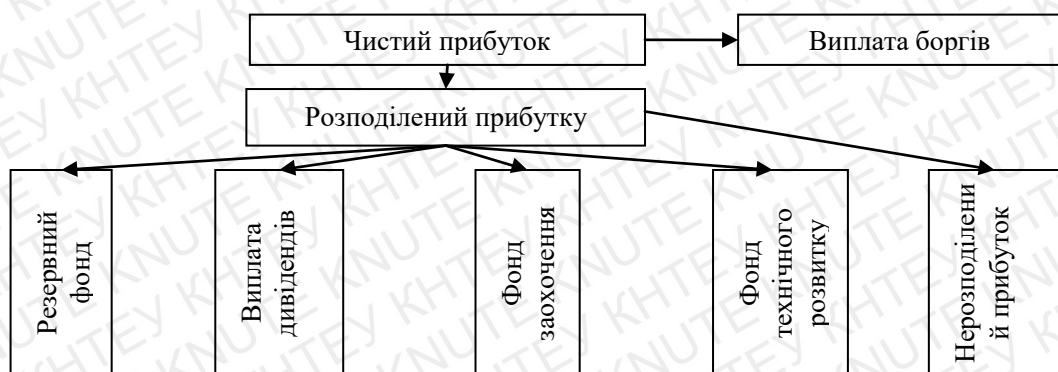 Чистий прибуток
Виплата боргів
Розподілений прибутку
Резервний
фонд
Виплата
дивідендів
Фонд
заохочення
Фонд
технічного
розвитку
Нерозподілени
й прибуток